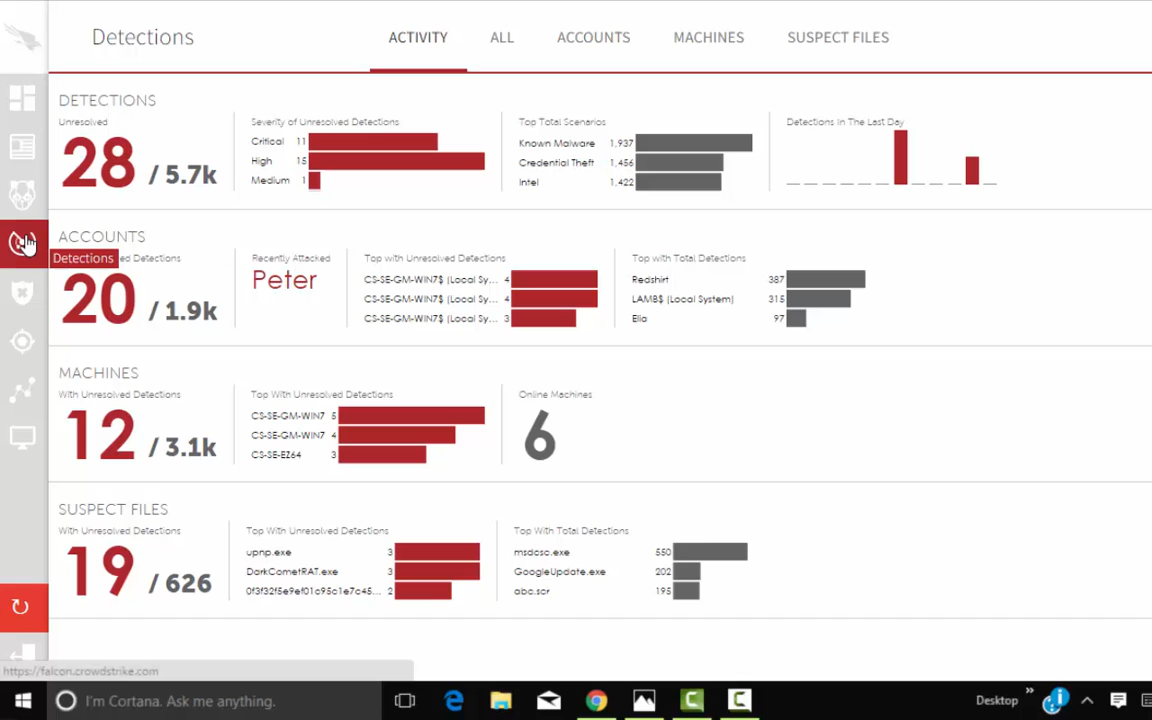 Detections
ACTIVITY
ALL
ACCOUNTS
MACHINES
SUSPECT FILES
DETECTIONS
Unresolved
28 / 5.7k
Severity of Unresolved Detections
Critical 11
High 15
Medium 1
Top Total Scenarios
Known Malware 1,937
Credential Theft 1,456
Intel 1,422
Detections In The Last Day
ACCOUNTS
Detections
ed Detections
20 / 1.9k
Recently Attacked
Peter
Top with Unresolved Detections
CS-SE-GM-WIN7$ (Local Sy... 4
CS-SE-GM-WIN7$ (Local Sy... 4
CS-SE-GM-WIN7$ (Local Sy... 3
Top with Total Detections
Redshirt 387
LAMB$ (Local System) 315
Elia 97
MACHINES
With Unresolved Detections
12 / 3.1k
Top With Unresolved Detections
CS-SE-GM-WIN7 5
CS-SE-GM-WIN7 4
CS-SE-EZ64 3
Online Machines
6
SUSPECT FILES
With Unresolved Detections
19 / 626
Top With Unresolved Detections
upnp.exe 3
DarkCometRAT.exe 3
0f3f32f5e9ef01c95c1e7c45... 2
Top With Total Detections
msdcsc.exe 550
GoogleUpdate.exe 202
abc.scr 195
https://falcon.crowdstrike.com
I'm Cortana. Ask me anything.
Desktop